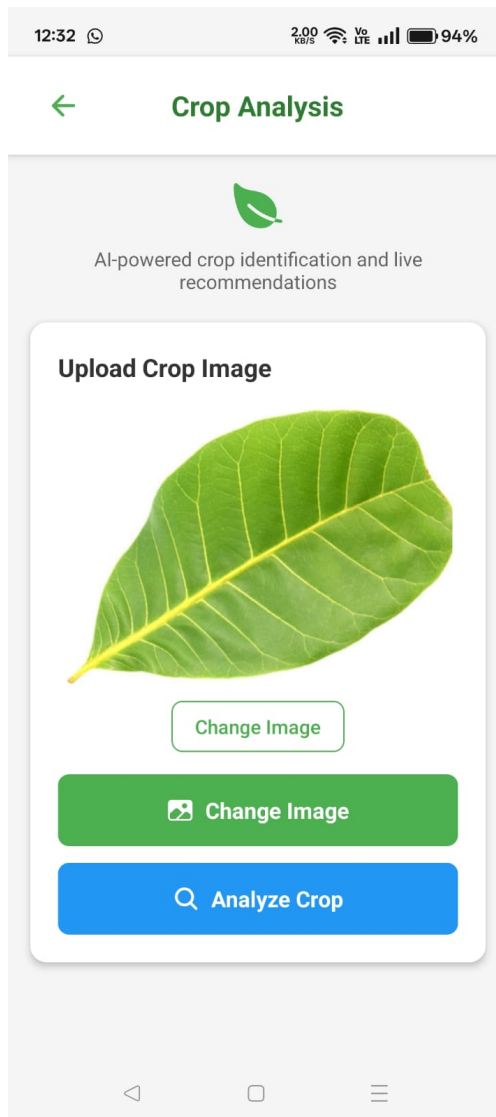 12:32 2.00 KB/S Vo LTE 94%
Crop Analysis
AI-powered crop identification and live
recommendations
Upload Crop Image
Change Image
Change Image
Analyze Crop